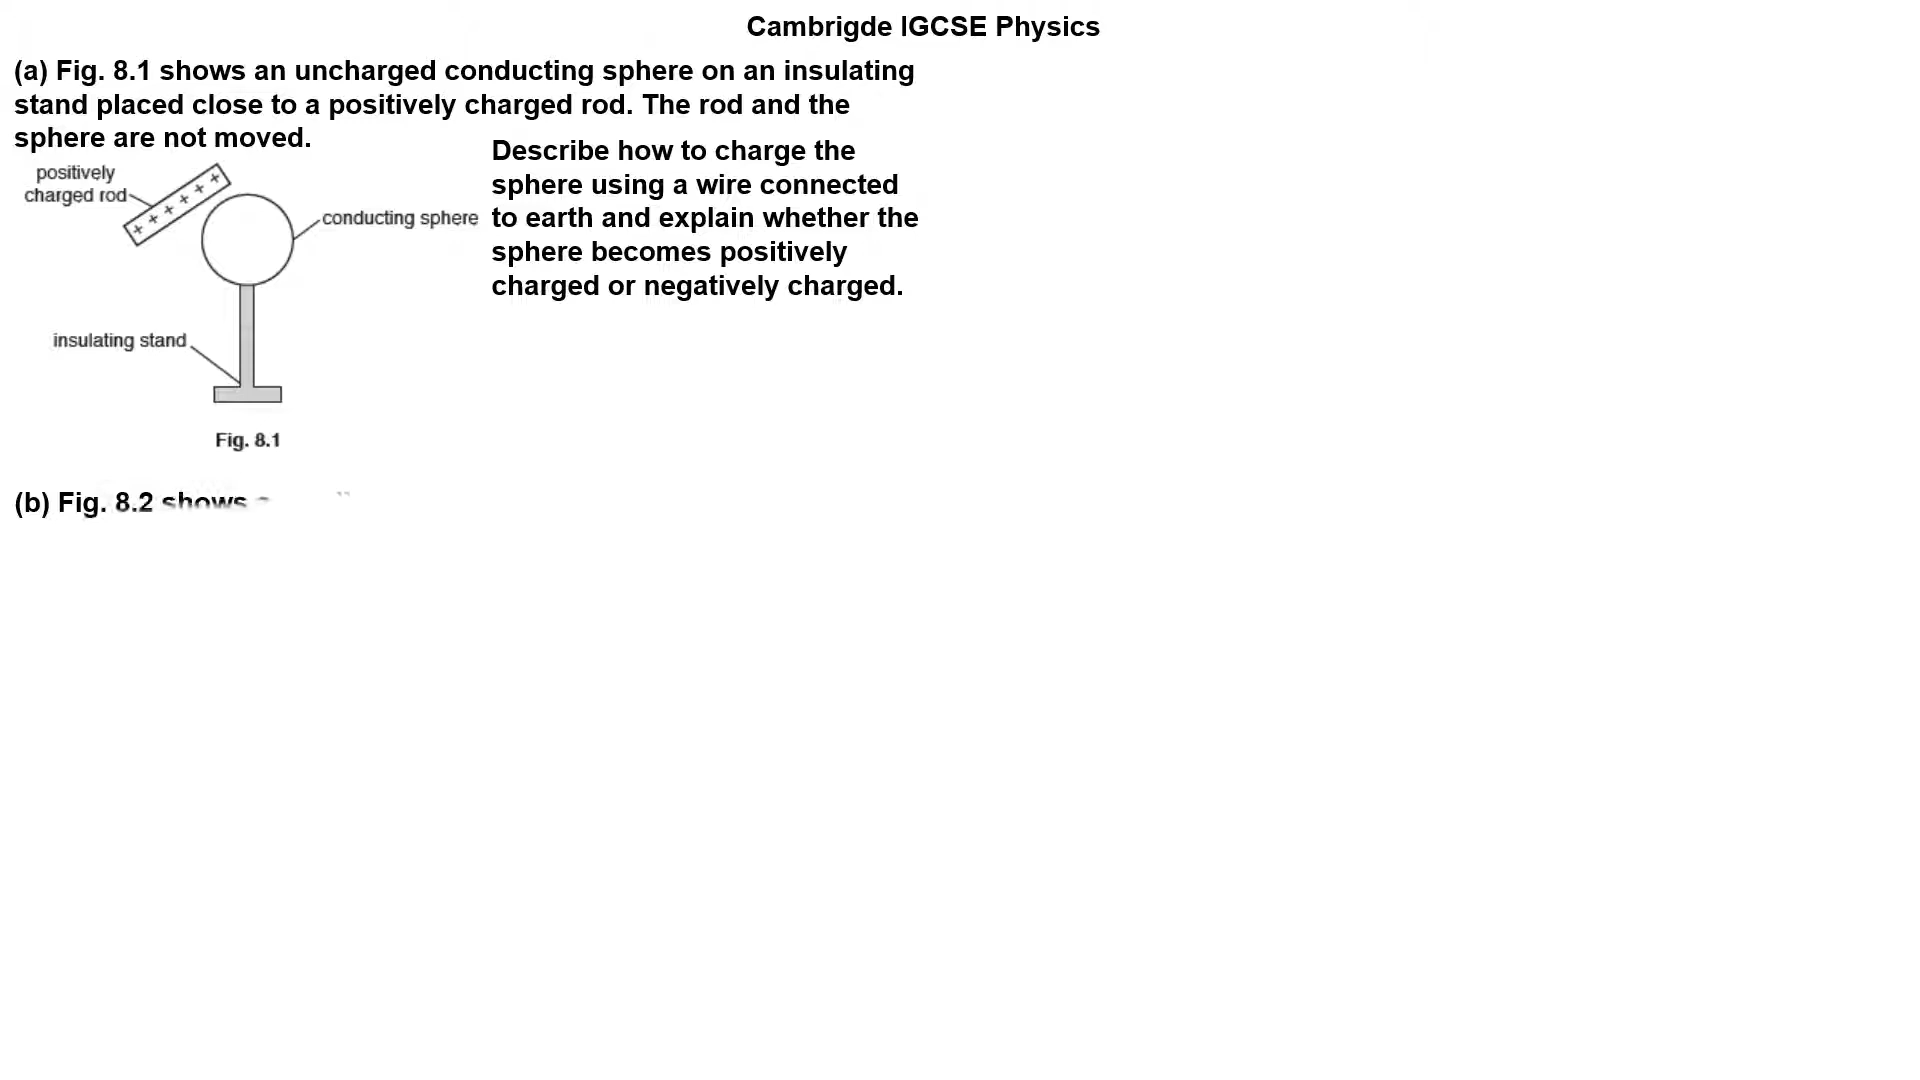 Cambrigde IGCSE Physics
(a) Fig. 8.1 shows an uncharged conducting sphere on an insulating
stand placed close to a positively charged rod. The rod and the
sphere are not moved.
Describe how to charge the
sphere using a wire connected
to earth and explain whether the
sphere becomes positively
charged or negatively charged.
positively
charged rod
+ + + + + +
conducting sphere
insulating stand
Fig. 8.1
(b) Fig. 8.2 shows